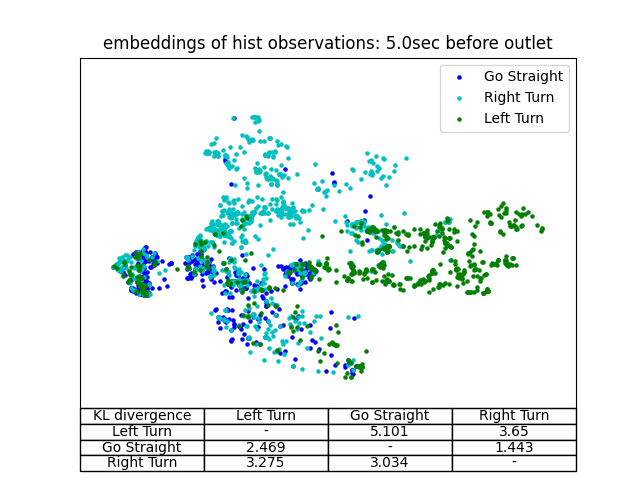 embeddings of hist observations: 5.0sec before outlet
Go Straight
Right Turn
Left Turn
KL divergence Left Turn Go Straight Right Turn
Left Turn - 5.101 3.65
Go Straight 2.469 - 1.443
Right Turn 3.275 3.034 -